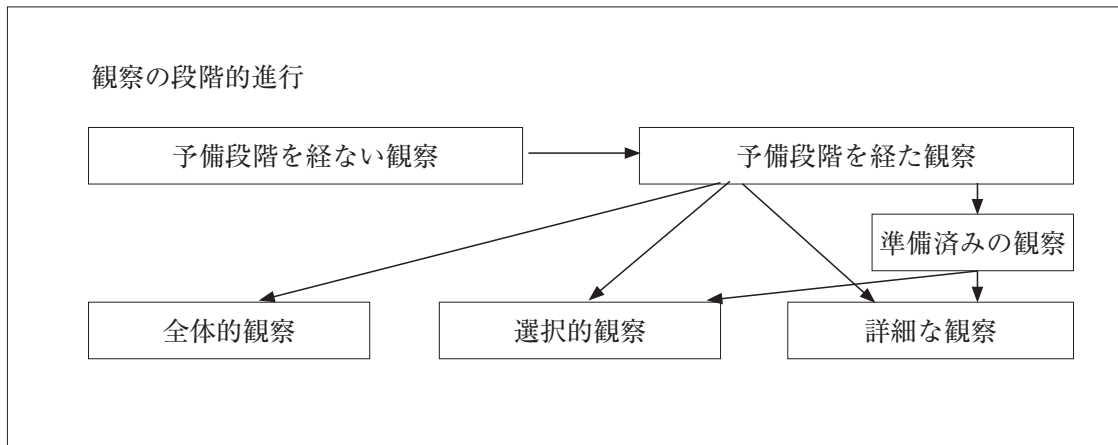 観察の段階的進行
予備段階を経ない観察
予備段階を経た観察
準備済みの観察
全体的観察
選択的観察
詳細な観察